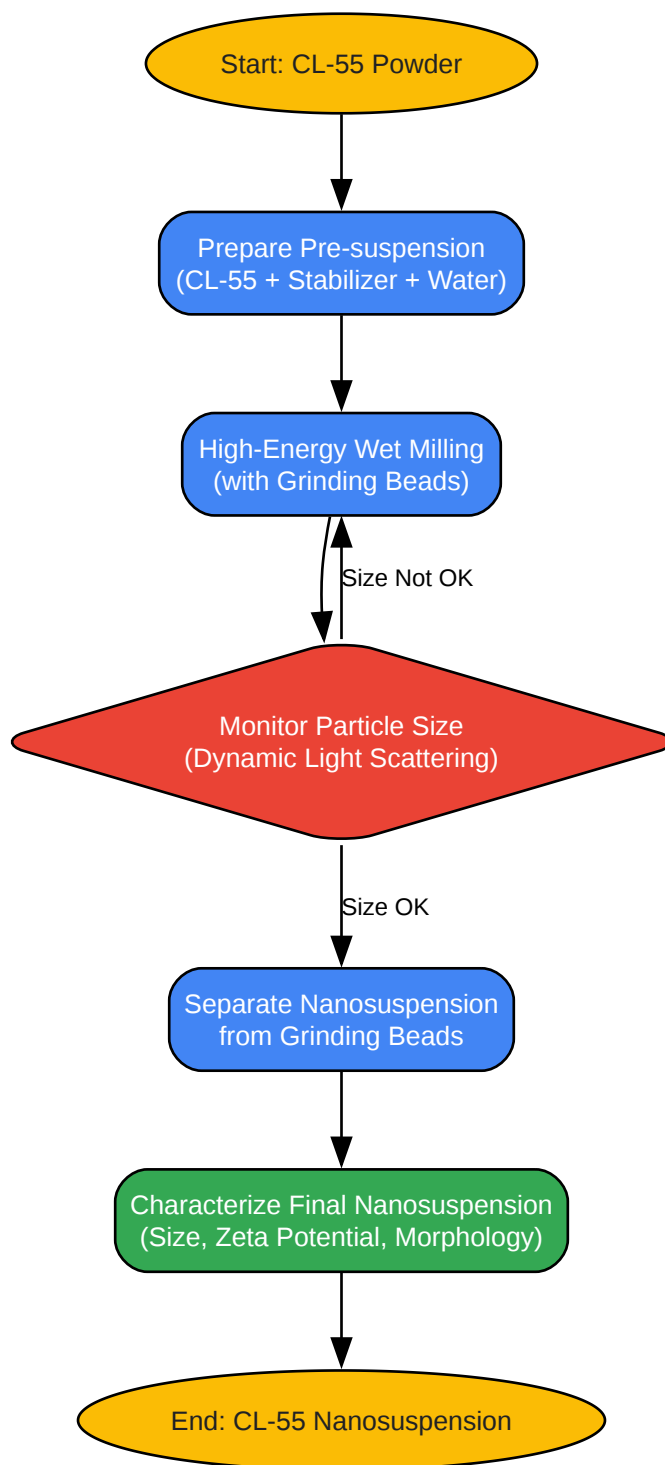 Start: CL-55 Powder
Prepare Pre-suspension
(CL-55 + Stabilizer + Water)
High-Energy Wet Milling
(with Grinding Beads)
Size Not OK
Monitor Particle Size
(Dynamic Light Scattering)
Size OK
Separate Nanosuspension
from Grinding Beads
Characterize Final Nanosuspension
(Size, Zeta Potential, Morphology)
End: CL-55 Nanosuspension